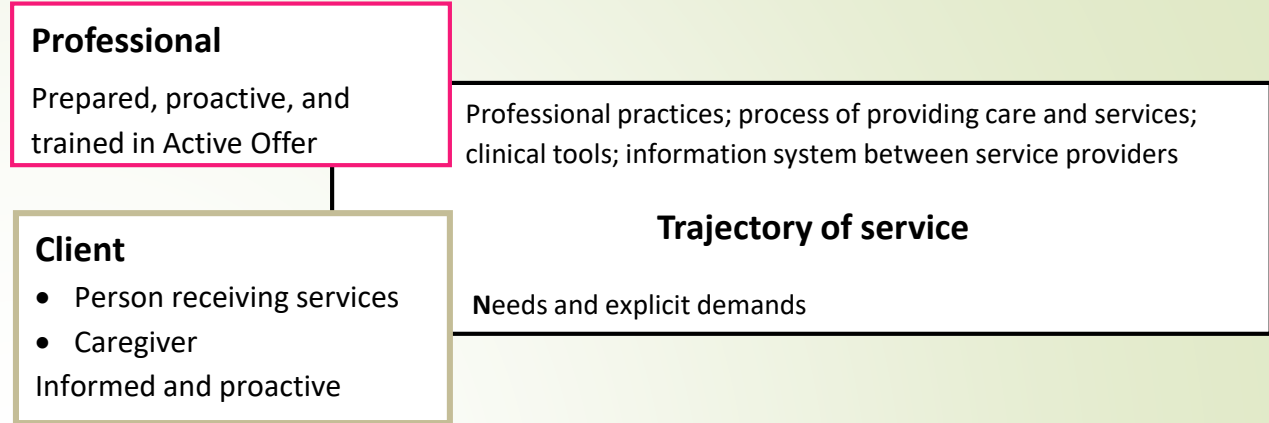 Professional
Prepared, proactive, and
trained in Active Offer
Professional practices; process of providing care and services;
clinical tools; information system between service providers
Trajectory of service
Needs and explicit demands
Client
• Person receiving services
• Caregiver
Informed and proactive